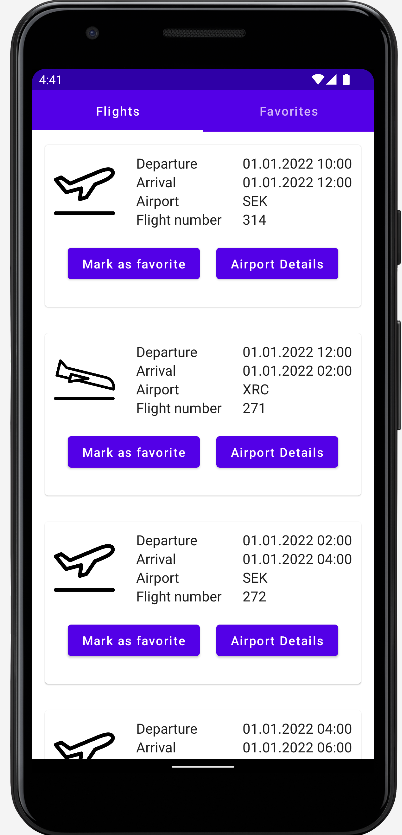 4:41
Flights Favorites
Departure 01.01.2022 10:00
Arrival 01.01.2022 12:00
Airport SEK
Flight number 314
Mark as favorite Airport Details
Departure 01.01.2022 12:00
Arrival 01.01.2022 02:00
Airport XRC
Flight number 271
Mark as favorite Airport Details
Departure 01.01.2022 02:00
Arrival 01.01.2022 04:00
Airport SEK
Flight number 272
Mark as favorite Airport Details
Departure 01.01.2022 04:00
Arrival 01.01.2022 06:00